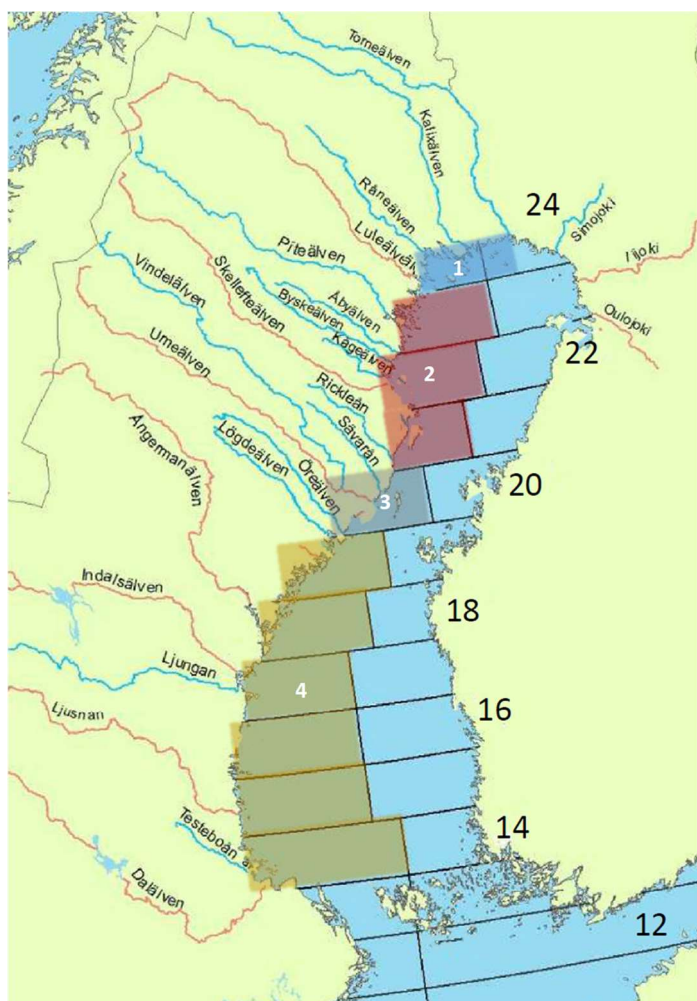 Torneälven
Kalixälven
24
Råneälven
Simojoki
Luleälven
1
Iijoki
Piteälven
Skellefteälven
Vindelälven
Åbyälven
Byskeälven
Oulojoki
Umeälven
Kågeälven
22
2
Rickleån
Sävarån
Ångermanälven
Lögdeälven
Öreälven
20
3
Indalsälven
18
Ljungan
4
16
Ljusnan
14
Testeboån
Dalälven
12